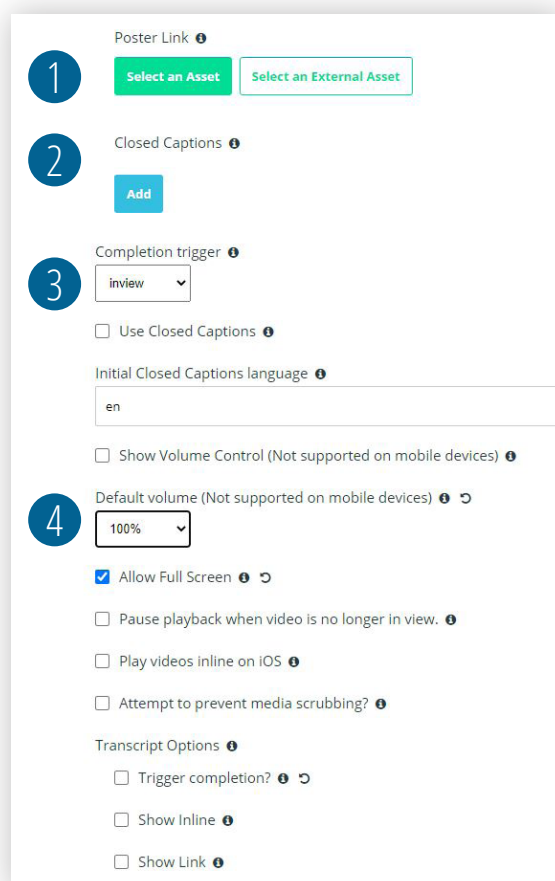 Poster Link
1
Select an Asset Select an External Asset
2
Closed Captions
Add
Completion trigger
3
inview
Use Closed Captions
Initial Closed Captions language
en
Show Volume Control (Not supported on mobile devices)
Default volume (Not supported on mobile devices)
4
100%
Allow Full Screen
Pause playback when video is no longer in view.
Play videos inline on iOS
Attempt to prevent media scrubbing?
Transcript Options
Trigger completion?
Show Inline
Show Link